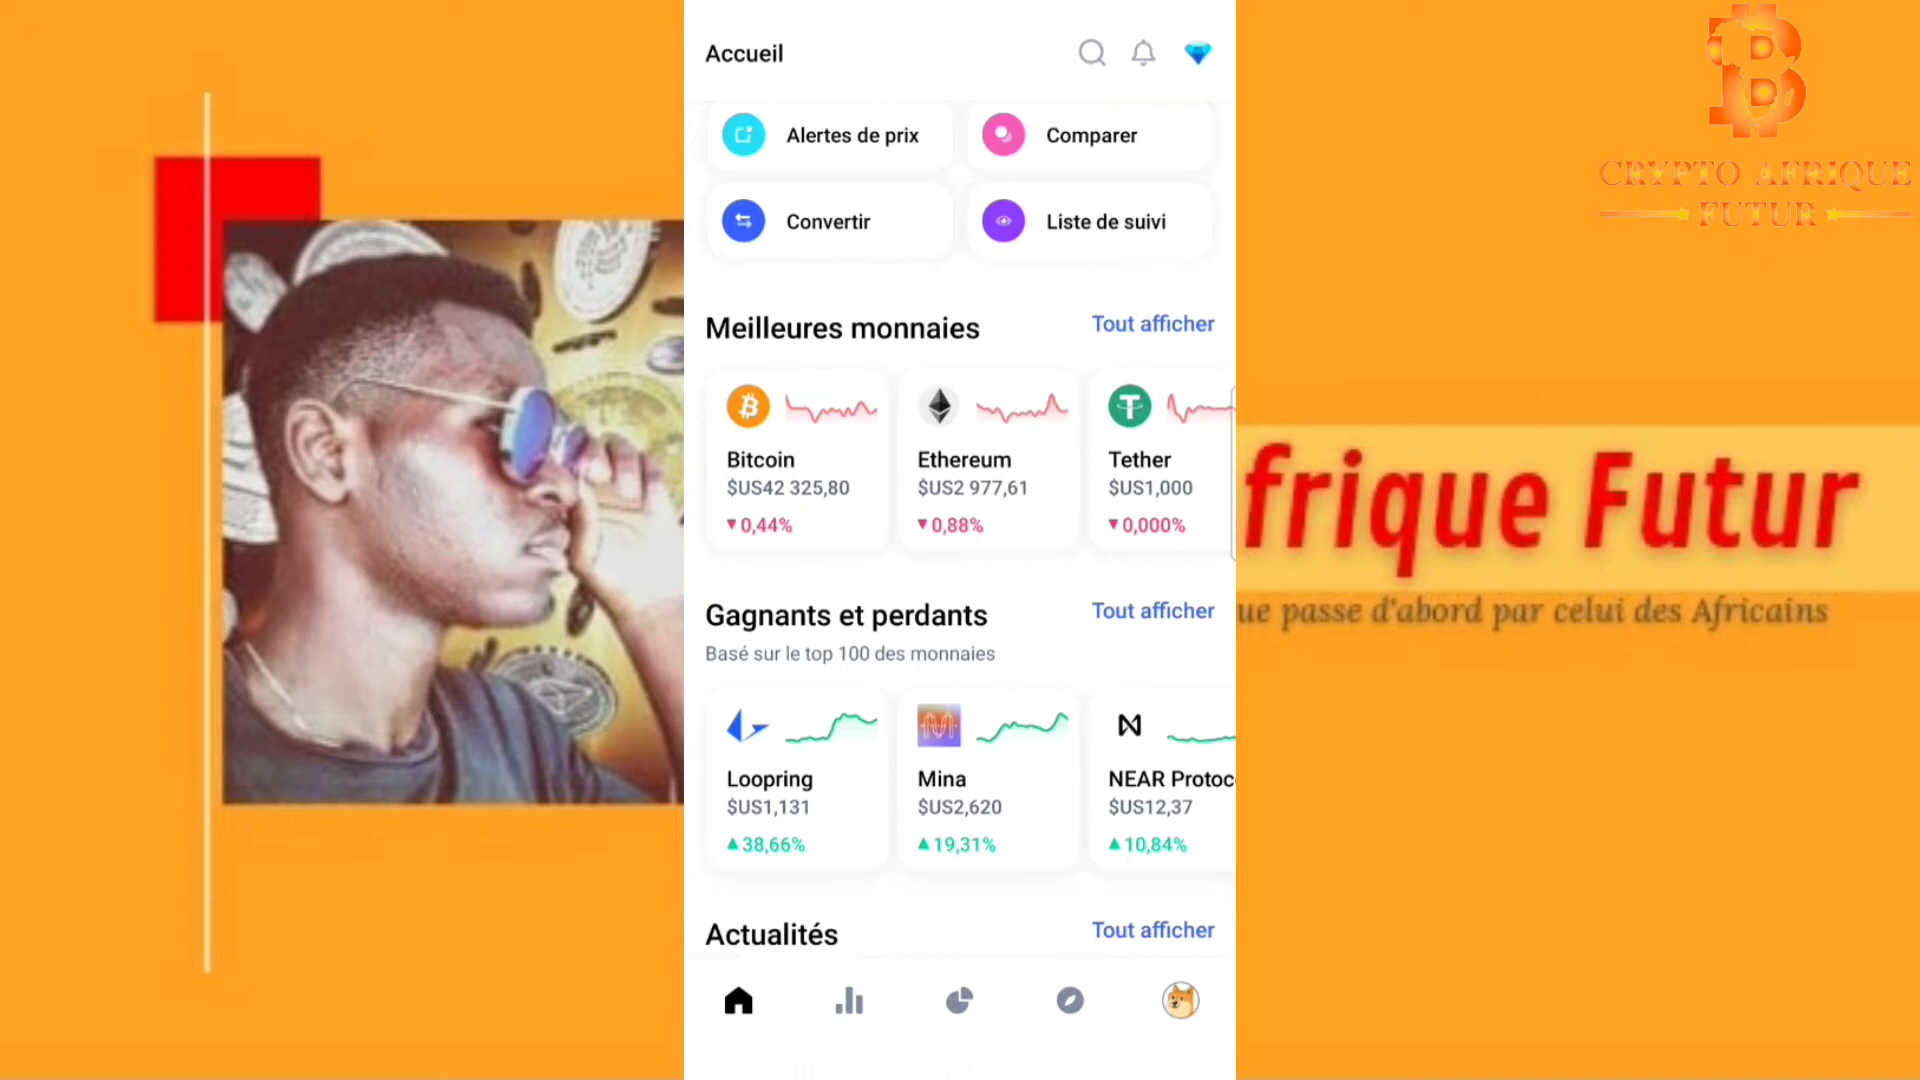 Accueil
Alertes de prix
Comparer
Convertir
Liste de suivi
Meilleures monnaies
Tout afficher
Bitcoin
$US42 325,80
▼0,44%
Ethereum
$US2 977,61
▼0,88%
Tether
$US1,000
▼0,000%
Gagnants et perdants
Tout afficher
Basé sur le top 100 des monnaies
Loopring
$US1,131
▲38,66%
Mina
$US2,620
▲19,31%
NEAR Protoc
$US12,37
▲10,84%
Actualités
Tout afficher
CRYPTO AFRIQUE
FUTUR
frique Futur
ue passe d'abord par celui des Africains